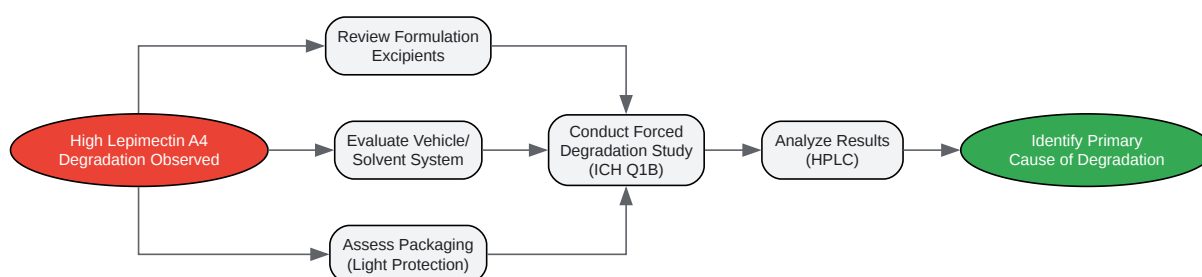 Review Formulation
Excipients
High Lepimectin A4
Degradation Observed
Evaluate Vehicle/
Solvent System
Conduct Forced
Degradation Study
(ICH Q1B)
Analyze Results
(HPLC)
Identify Primary
Cause of Degradation
Assess Packaging
(Light Protection)